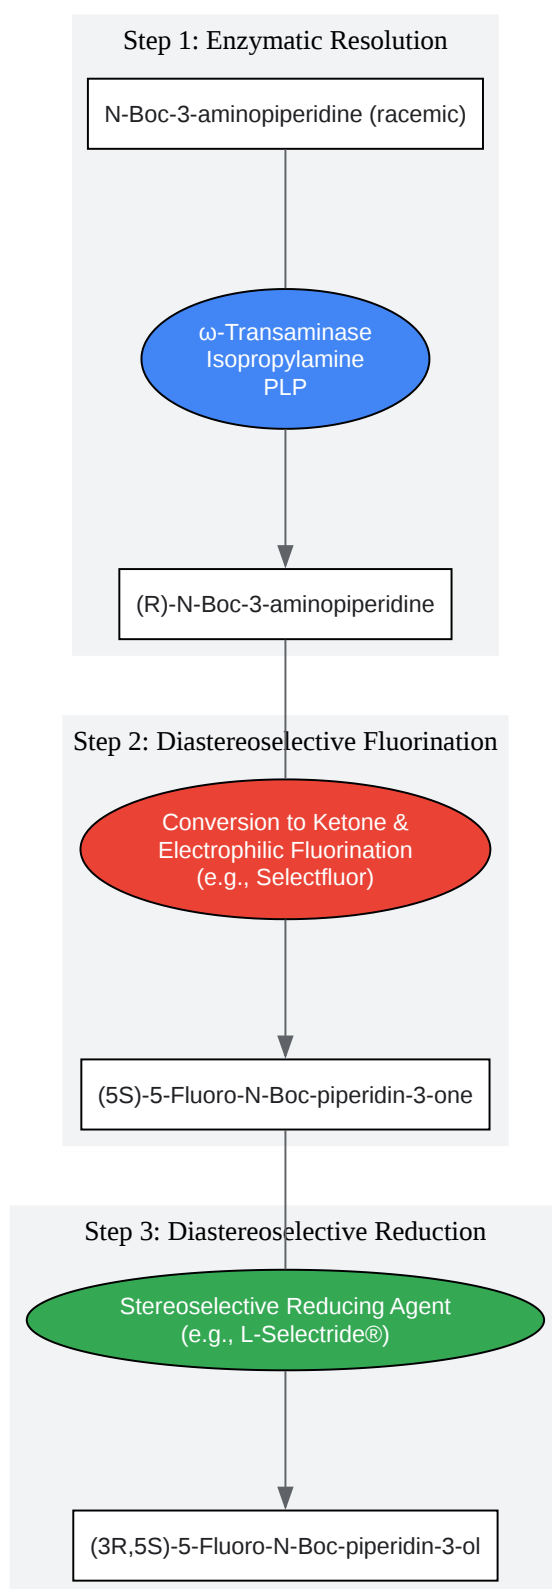 Step 1: Enzymatic Resolution
N-Boc-3-aminopiperidine (racemic)
ω-Transaminase
Isopropylamine
PLP
(R)-N-Boc-3-aminopiperidine
Step 2: Diastereoselective Fluorination
Conversion to Ketone &
Electrophilic Fluorination
(e.g., Selectfluor)
(5S)-5-Fluoro-N-Boc-piperidin-3-one
Step 3: Diastereoselective Reduction
Stereoselective Reducing Agent
(e.g., L-Selectride®)
(3R,5S)-5-Fluoro-N-Boc-piperidin-3-ol